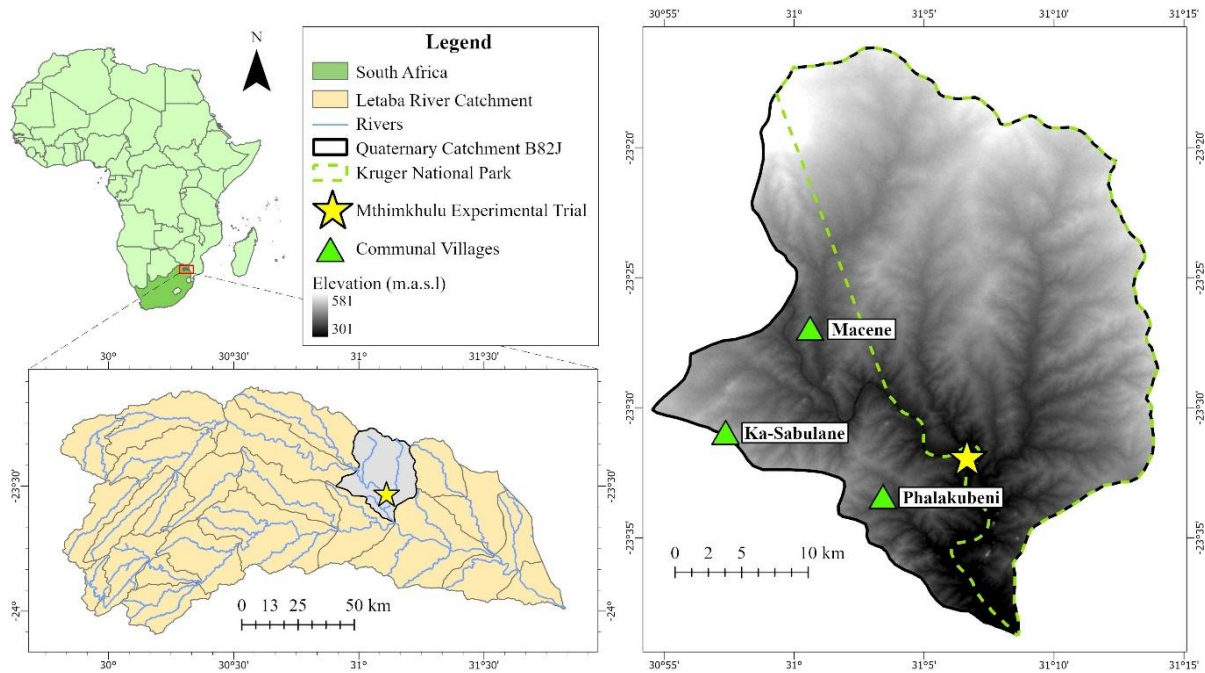 N
Legend
South Africa
Letaba River Catchment
Rivers
Quaternary Catchment B82J
Kruger National Park
Mthimkhulu Experimental Trial
Communal Villages
Elevation (m.a.s.l)
581
301
30° 30°30' 31° 31°30'
-23°30' -23°30'
-24° -24°
0 13 25 50 km
30° 30°30' 31° 31°30'
30°55' 31° 31°5' 31°10' 31°15'
-23°20' -23°20'
-23°25' -23°25'
Macene
-23°30' -23°30'
Ka-Sabulane
Phalakubeni
-23°35' -23°35'
0 2 5 10 km
30°55' 31° 31°5' 31°10' 31°15'